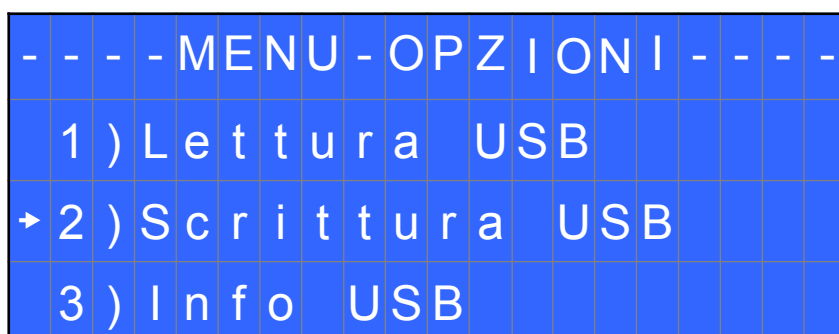 ----MENU-OPZIONI----
1)Lettura USB
→2)Scrittura USB
3)Info USB